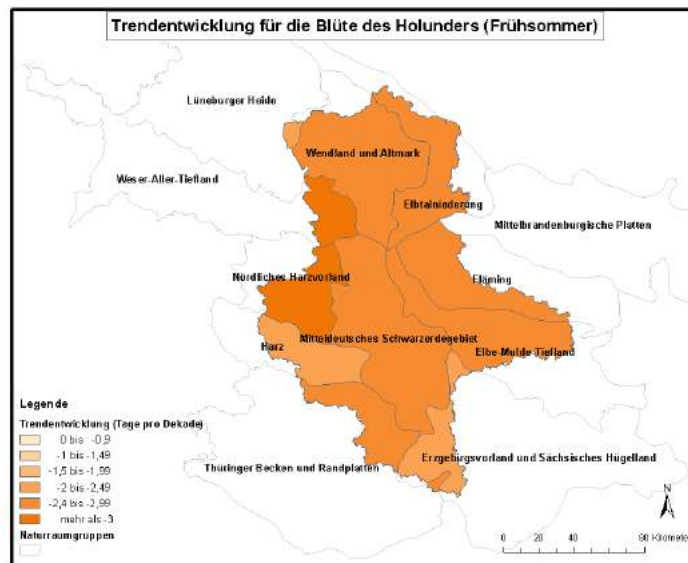 Trendentwicklung für die Blüte des Holunders (Frühsommer)
Lüneburger Heide
Wendland und Altmark
Weser-Aller-Tiefland
Elbtalniederung
Mittelbrandenburgische Platten
Nördliches Harzvorland
Fläming
Mitteldeutsches Schwarzerdegebiet
Harz
Elbe-Mulde-Tiefland
Legende
Trendentwicklung (Tage pro Dekade)
0 bis -0,9
-1 bis -1,49
-1,5 bis -1,99
-2 bis -2,49
-2,4 bis -2,99
mehr als -3
Naturraumgruppen
Thüringer Becken und Randplatten
Erzgebirgsvorland und Sächsisches Hügelland
N
0 20 40 80 Kilometer